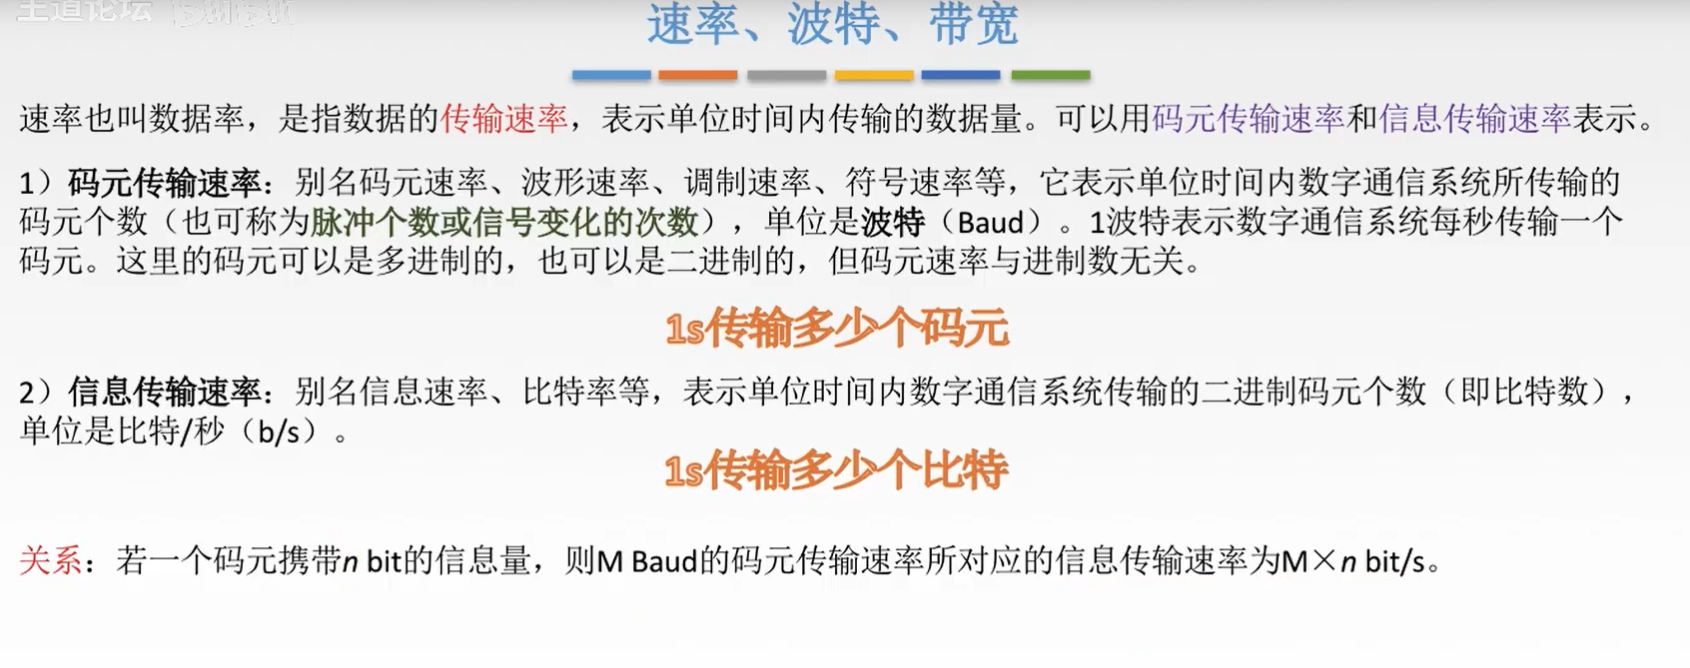 王道论坛 bilibili
速率、波特、带宽
速率也叫数据率，是指数据的传输速率，表示单位时间内传输的数据量。可以用码元传输速率和信息传输速率表示。
1）码元传输速率：别名码元速率、波形速率、调制速率、符号速率等，它表示单位时间内数字通信系统所传输的
码元个数（也可称为脉冲个数或信号变化的次数），单位是波特（Baud）。1波特表示数字通信系统每秒传输一个
码元。这里的码元可以是多进制的，也可以是二进制的，但码元速率与进制数无关。
1s传输多少个码元
2）信息传输速率：别名信息速率、比特率等，表示单位时间内数字通信系统传输的二进制码元个数（即比特数），
单位是比特/秒（b/s）。
1s传输多少个比特
关系：若一个码元携带n bit的信息量，则M Baud的码元传输速率所对应的信息传输速率为M×n bit/s。